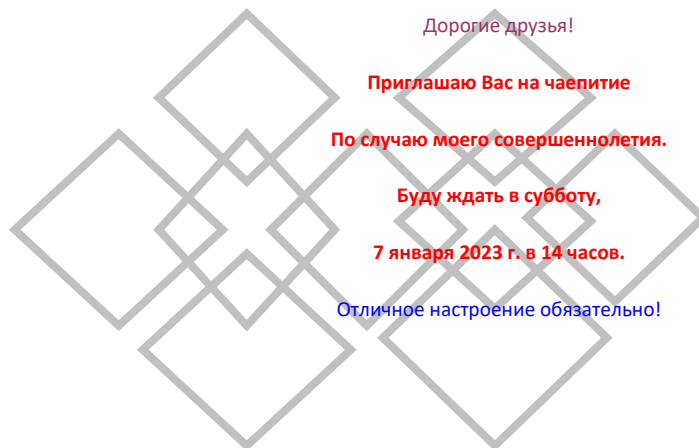 Дорогие друзья!
Приглашаю Вас на чаепитие
По случаю моего совершеннолетия.
Буду ждать в субботу,
7 января 2023 г. в 14 часов.
Отличное настроение обязательно!